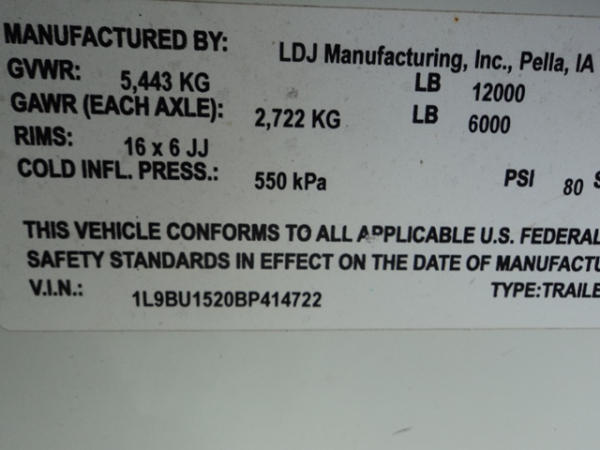 MANUFACTURED BY: LDJ Manufacturing, Inc., Pella, IA
GVWR: 5,443 KG LB 12000
GAWR (EACH AXLE): 2,722 KG LB 6000
RIMS: 16 x 6 JJ
COLD INFL. PRESS.: 550 kPa PSI 80 S
THIS VEHICLE CONFORMS TO ALL APPLICABLE U.S. FEDERAL
SAFETY STANDARDS IN EFFECT ON THE DATE OF MANUFACTU
V.I.N.: 1L9BU1520BP414722 TYPE:TRAILE